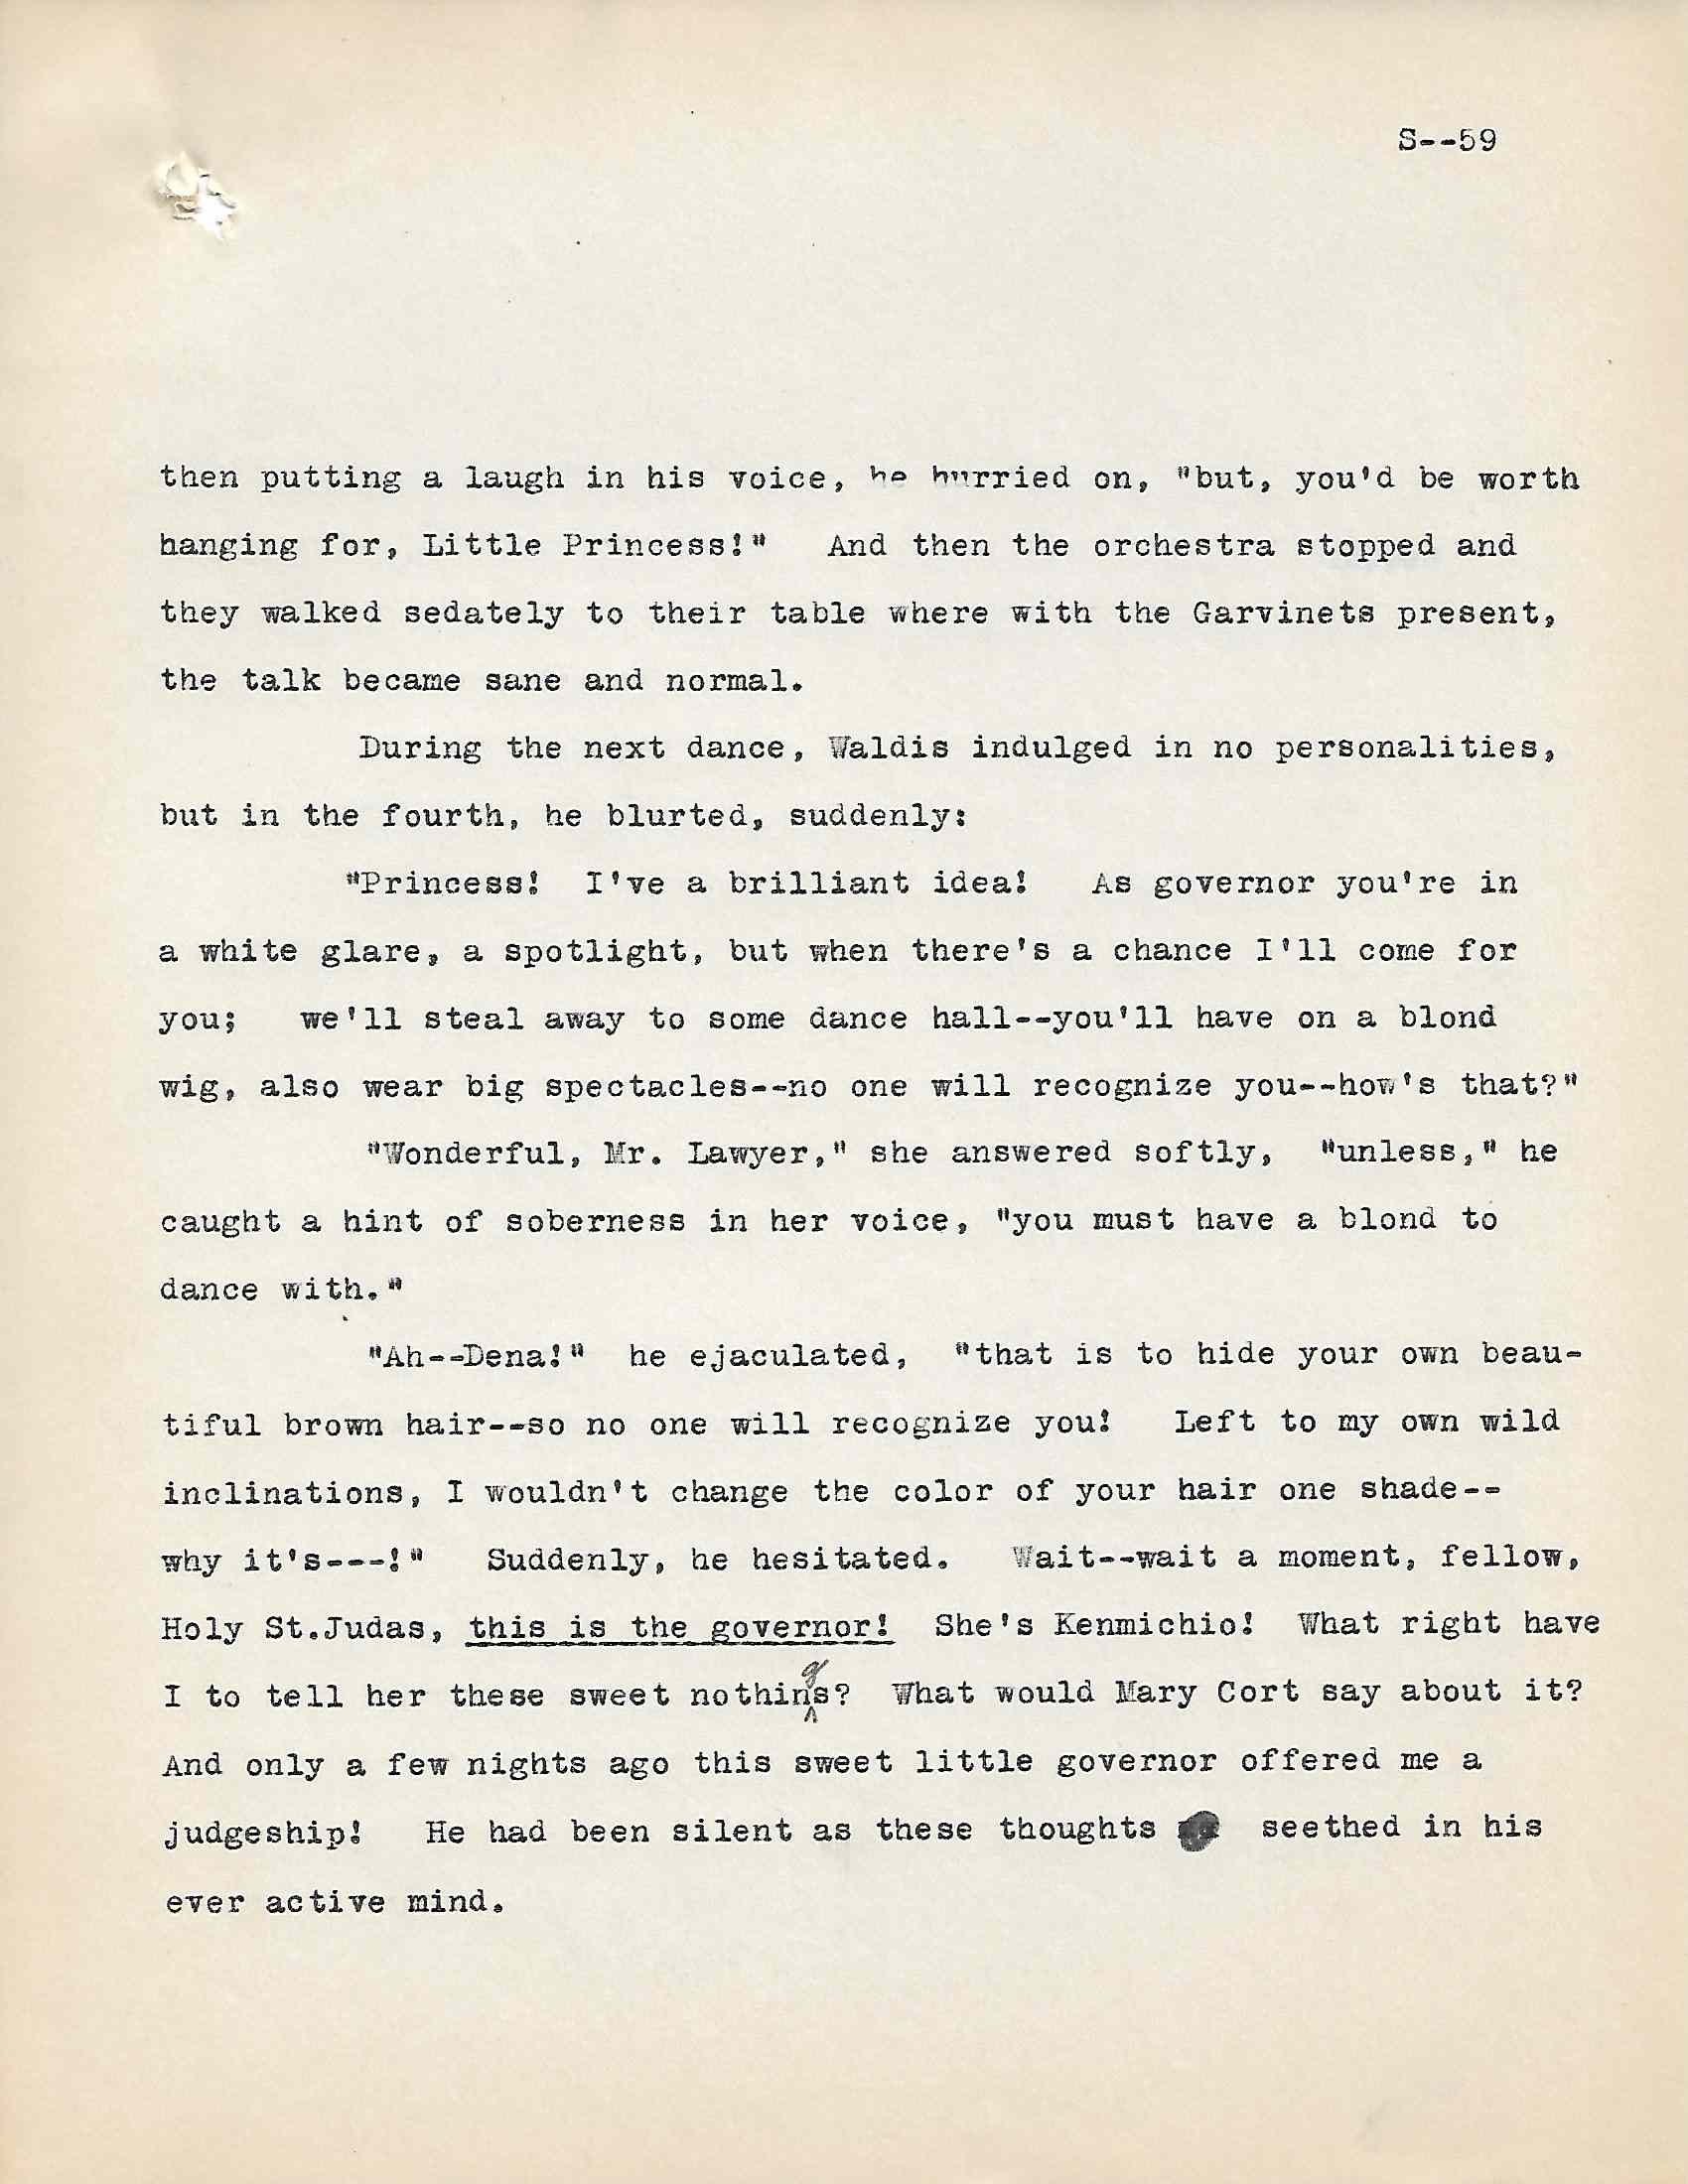 S--59
then putting a laugh in his voice, he hurried on, "but, you'd be worth
hanging for, Little Princess!"   And then the orchestra stopped and
they walked sedately to their table where with the Garvinets present,
the talk became sane and normal.
During the next dance, Waldis indulged in no personalities,
but in the fourth, he blurted, suddenly:
"Princess!  I've a brilliant idea!   As governor you're in
a white glare, a spotlight, but when there's a chance I'll come for
you;   we'll steal away to some dance hall--you'll have on a blond
wig, also wear big spectacles--no one will recognize you--how's that?"
"Wonderful, Mr. Lawyer," she answered softly,  "unless," he
caught a hint of soberness in her voice, "you must have a blond to
dance with."
"Ah--Dena!"  he ejaculated,  "that is to hide your own beau-
tiful brown hair--so no one will recognize you!   Left to my own wild
inclinations, I wouldn't change the color of your hair one shade--
why it's---!"   Suddenly, he hesitated.   Wait--wait a moment, fellow,
Holy St.Judas, this is the governor!  She's Kenmichio!  What right have
I to tell her these sweet nothings?  What would Mary Cort say about it?
And only a few nights ago this sweet little governor offered me a
judgeship!   He had been silent as these thoughts seethed in his
ever active mind.